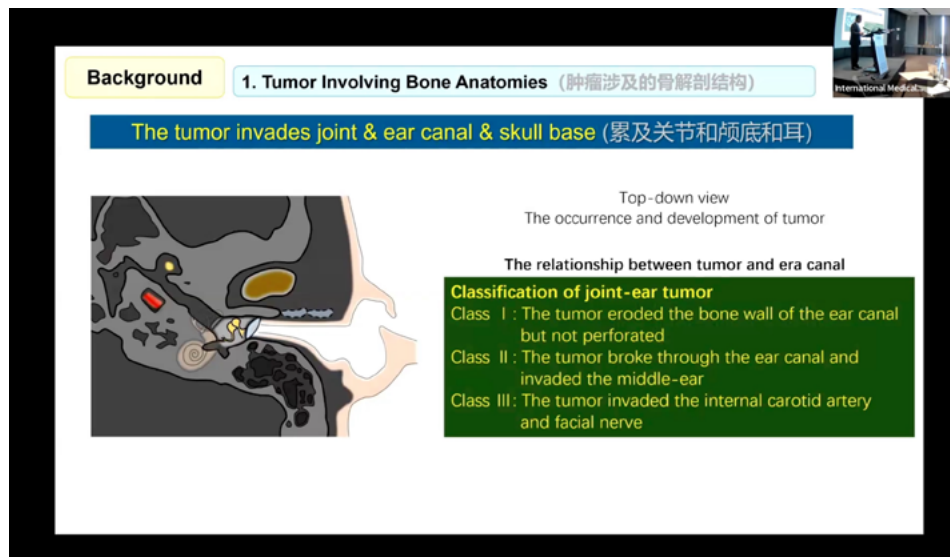 International Medical...
Background
1. Tumor Involving Bone Anatomies (肿瘤涉及的骨解剖结构)
The tumor invades joint & ear canal & skull base (累及关节和颅底和耳)
Top-down view
The occurrence and development of tumor
The relationship between tumor and era canal
Classification of joint-ear tumor
Class Ⅰ: The tumor eroded the bone wall of the ear canal
but not perforated
Class Ⅱ: The tumor broke through the ear canal and
invaded the middle-ear
Class Ⅲ: The tumor invaded the internal carotid artery
and facial nerve